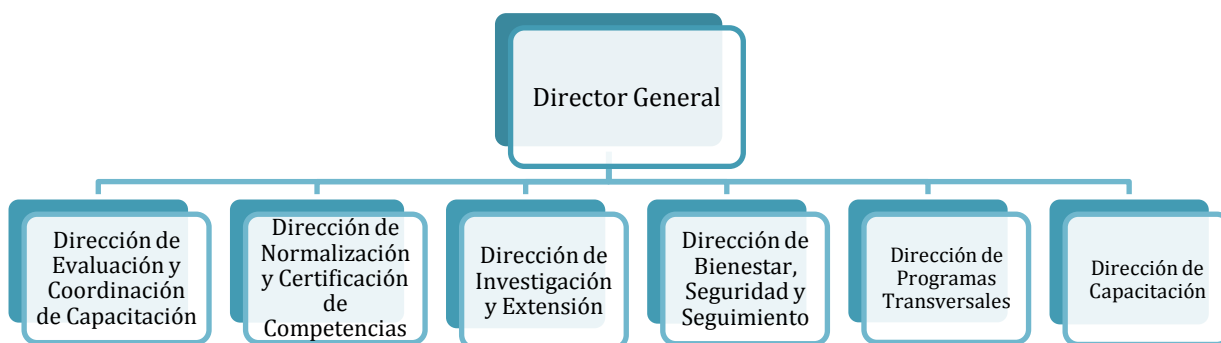 Director General
Dirección de
Evaluación y
Coordinación
de Capacitación
Dirección de
Normalización
y Certificación
de
Competencias
Dirección de
Investigación
y Extensión
Dirección de
Bienestar,
Seguridad y
Seguimiento
Dirección de
Programas
Transversales
Dirección de
Capacitación